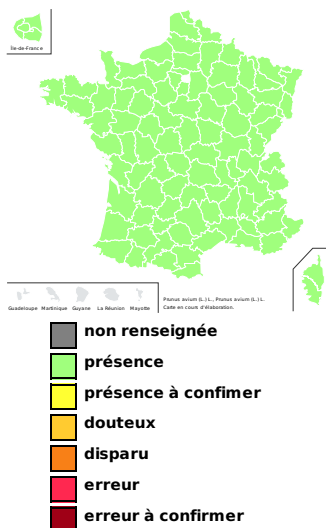 Île-de-France
Guadeloupe Martinique Guyane La Réunion Mayotte
Prunus avium (L.) L., Prunus avium (L.) L.
Carte en cours d'élaboration.
non renseignée
présence
présence à confimer
douteux
disparu
erreur
erreur à confirmer